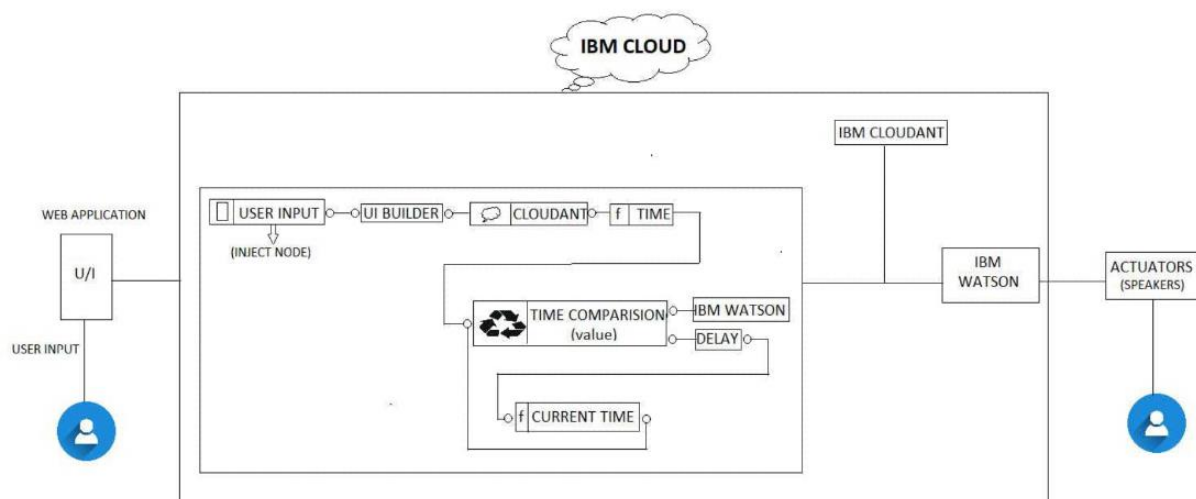 IBM CLOUD
IBM CLOUDANT
WEB APPLICATION
USER INPUT
UI BUILDER
CLOUDANT
f TIME
(INJECT NODE)
U/I
IBM
WATSON
ACTUATORS
(SPEAKERS)
TIME COMPARISION
(value)
IBM WATSON
DELAY
USER INPUT
f CURRENT TIME